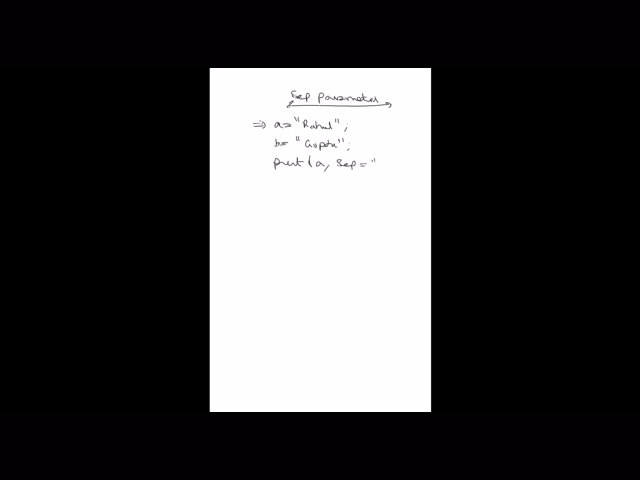 Sep Parameter
⇒ a="Rahul";
b="Gupta";
print(a, Sep="